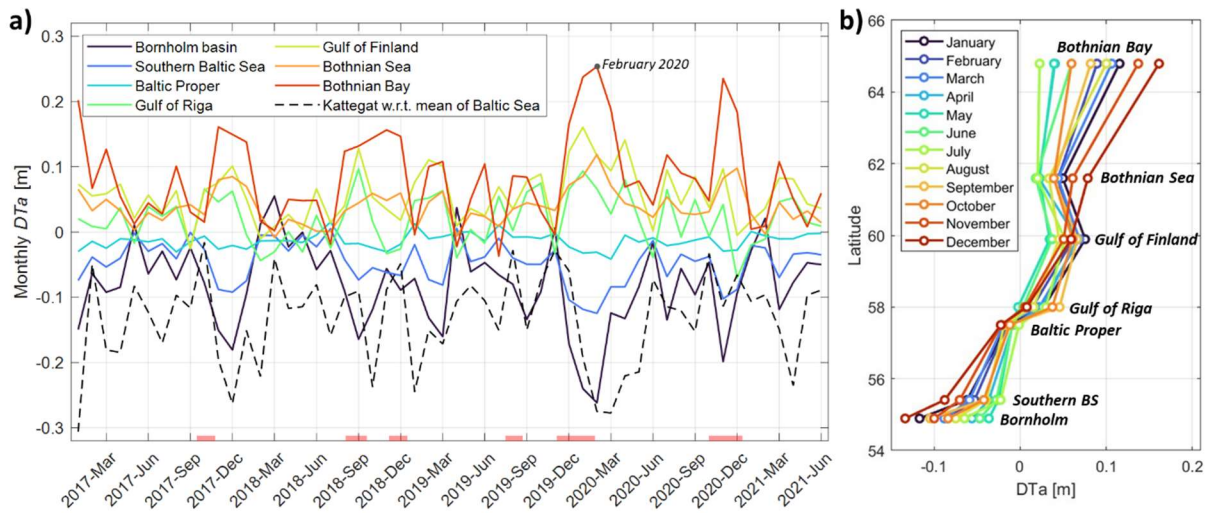 a)
Monthly DTa [m]
0.3
0.2
0.1
0
-0.1
-0.2
-0.3
Bornholm basin
Southern Baltic Sea
Baltic Proper
Gulf of Riga
Gulf of Finland
Bothnian Sea
Bothnian Bay
Kattegat w.r.t. mean of Baltic Sea
February 2020
2017-Mar
2017-Jun
2017-Sep
2017-Dec
2018-Mar
2018-Jun
2018-Sep
2018-Dec
2019-Mar
2019-Jun
2019-Sep
2019-Dec
2020-Mar
2020-Jun
2020-Sep
2020-Dec
2021-Mar
2021-Jun
b)
Latitude
66
64
62
60
58
56
54
January
February
March
April
May
June
July
August
September
October
November
December
Bothnian Bay
Bothnian Sea
Gulf of Finland
Gulf of Riga
Baltic Proper
Southern BS
Bornholm
-0.1
0
0.1
0.2
DTa [m]